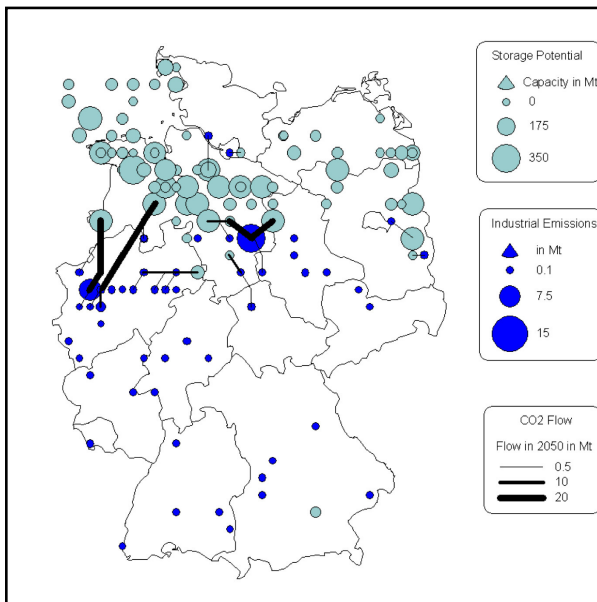 Storage Potential
Capacity in Mt
0
175
350
Industrial Emissions
in Mt
0.1
7.5
15
CO2 Flow
Flow in 2050 in Mt
0.5
10
20